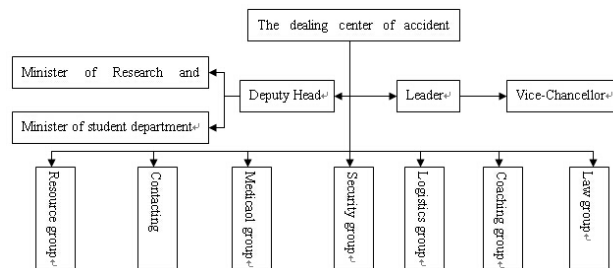 The dealing center of accident
Minister of Research and
Deputy Head
Leader
Vice-Chancellor
Minister of student department
Resource group
Contacting
Medicaol group
Security group
Logistics group
Coaching group
Law group